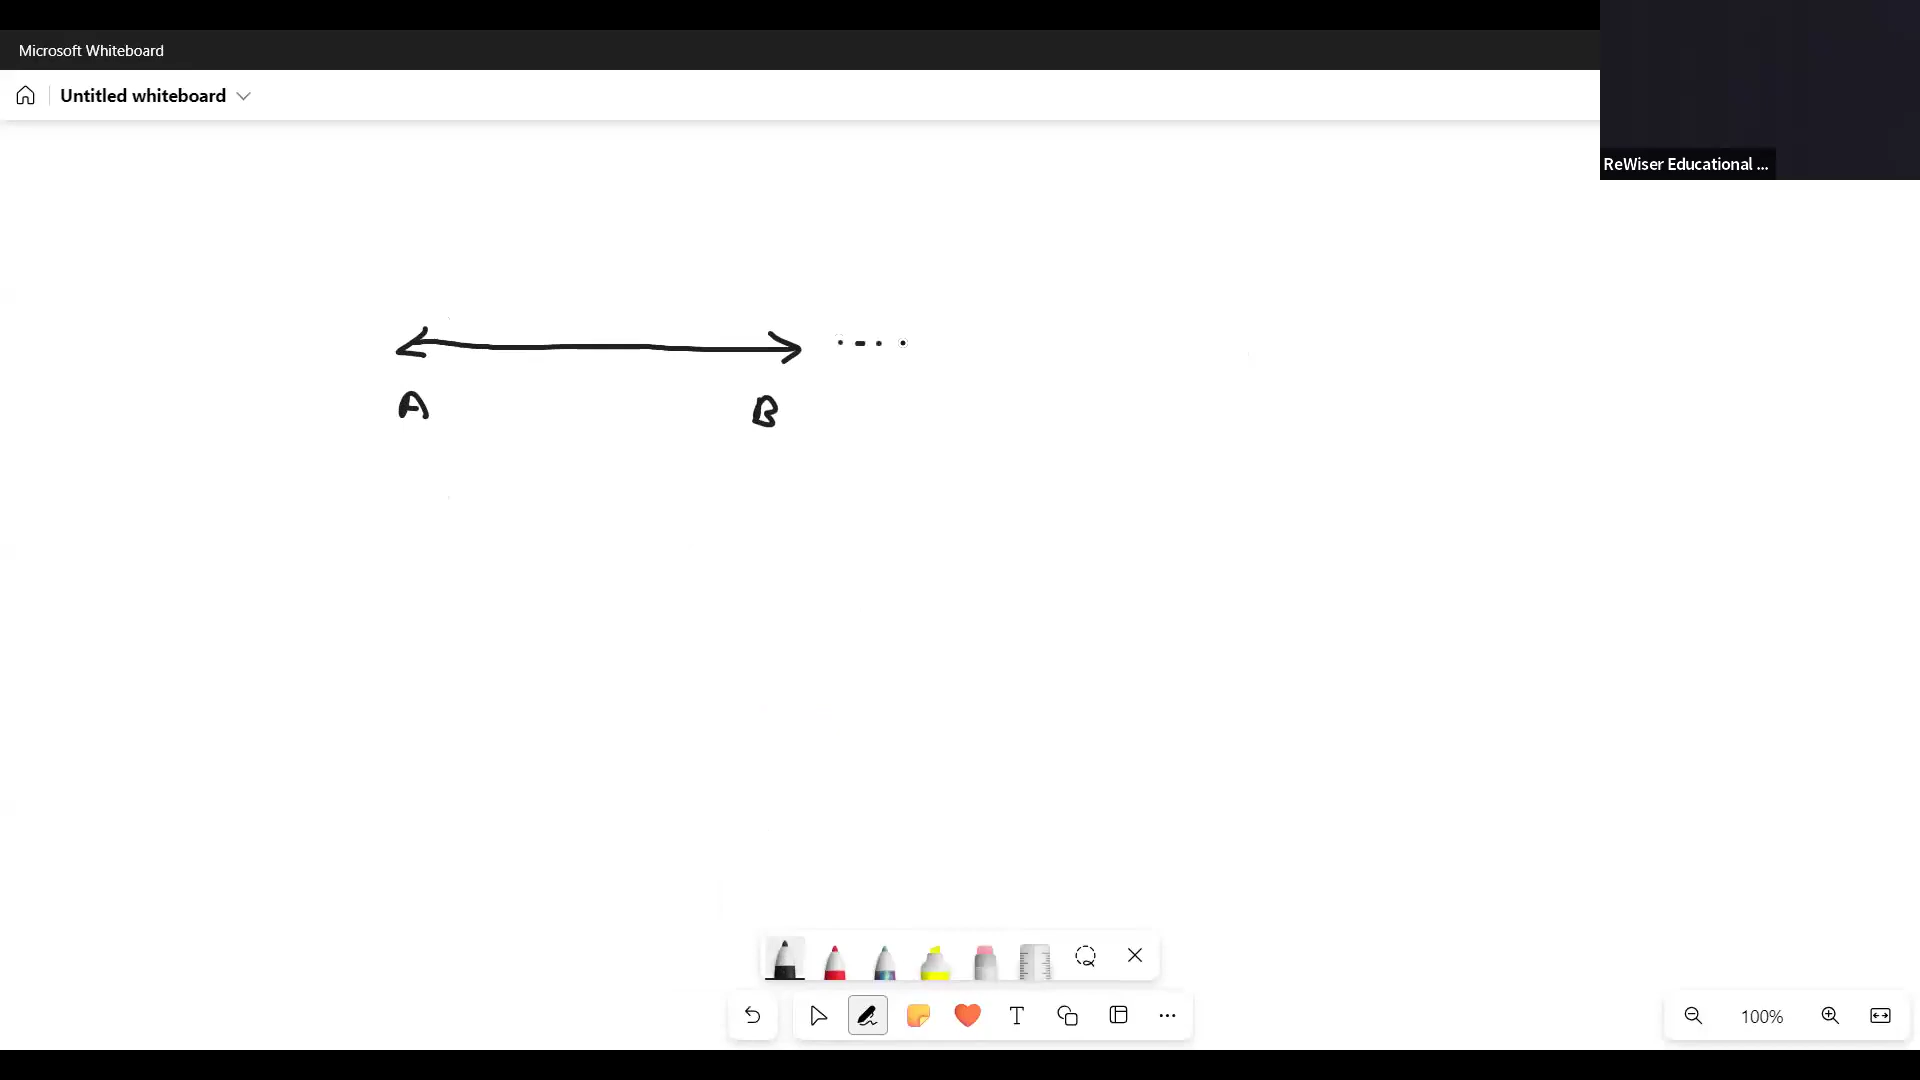 Microsoft Whiteboard
Untitled whiteboard
ReWiser Educational ...
A B
100%